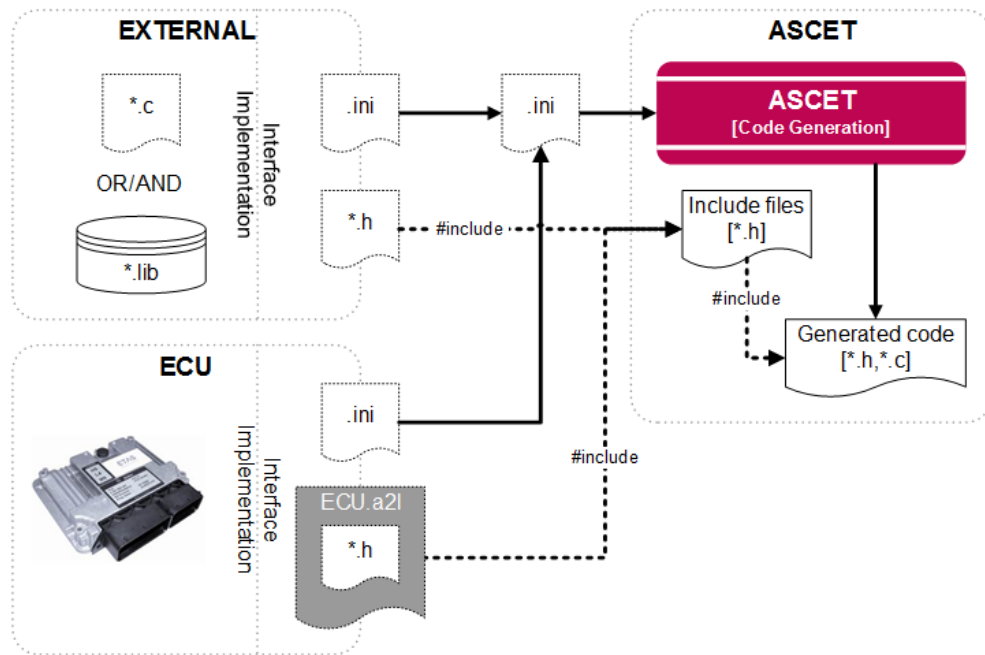 EXTERNAL
*.c
OR/AND
*.lib
Interface
Implementation
.ini
*.h
.ini
#include
ASCET
ASCET
[Code Generation]
Include files
[*.h]
#include
Generated code
[*.h,*.c]
ECU
ETAS
Interface
Implementation
.ini
ECU.a2l
*.h
#include